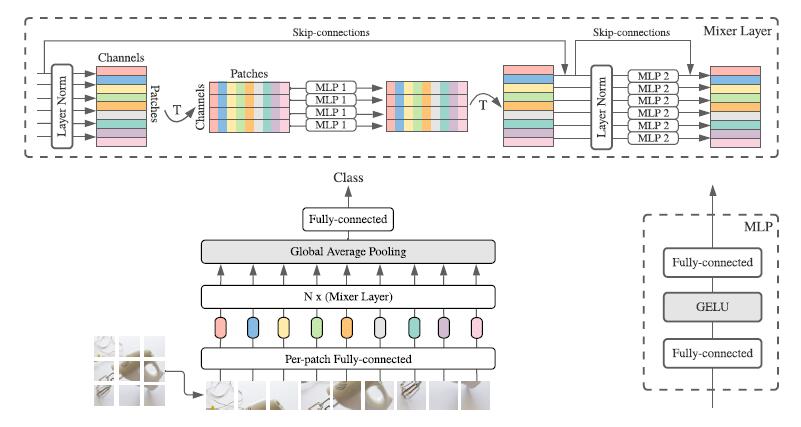 Skip-connections
Skip-connections
Mixer Layer
Channels
Layer Norm
Patches
T
Patches
Channels
MLP 1
MLP 1
MLP 1
MLP 1
T
Layer Norm
MLP 2
MLP 2
MLP 2
MLP 2
MLP 2
MLP 2
Class
Fully-connected
Global Average Pooling
N x (Mixer Layer)
Per-patch Fully-connected
MLP
Fully-connected
GELU
Fully-connected